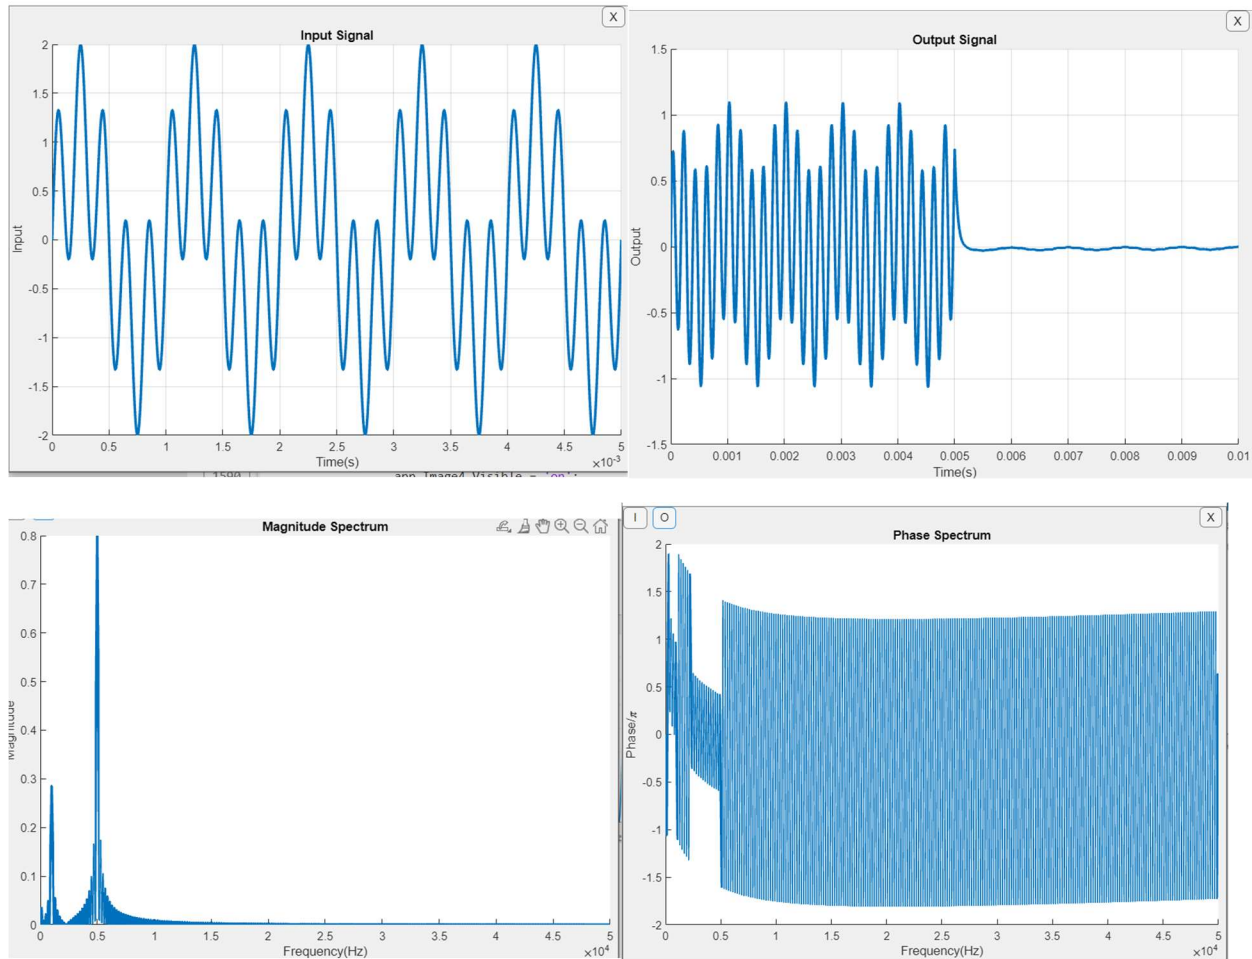 X
Input Signal
2
1.5
1
0.5
0
-0.5
-1
-1.5
-2
Input
0 0.5 1 1.5 2 2.5 3 3.5 4 4.5 5
Time(s)
×10⁻³
app.Image4.Visible = 'on';
X
Output Signal
1.5
1
0.5
0
-0.5
-1
-1.5
Output
0 0.001 0.002 0.003 0.004 0.005 0.006 0.007 0.008 0.009 0.01
Time(s)
Magnitude Spectrum
0.8
0.7
0.6
0.5
0.4
0.3
0.2
0.1
0
Magnitude
0 0.5 1 1.5 2 2.5 3 3.5 4 4.5 5
Frequency(Hz)
×10⁴
I O X
Phase Spectrum
2
1.5
1
0.5
0
-0.5
-1
-1.5
-2
Phase/π
0 0.5 1 1.5 2 2.5 3 3.5 4 4.5 5
Frequency(Hz)
×10⁴